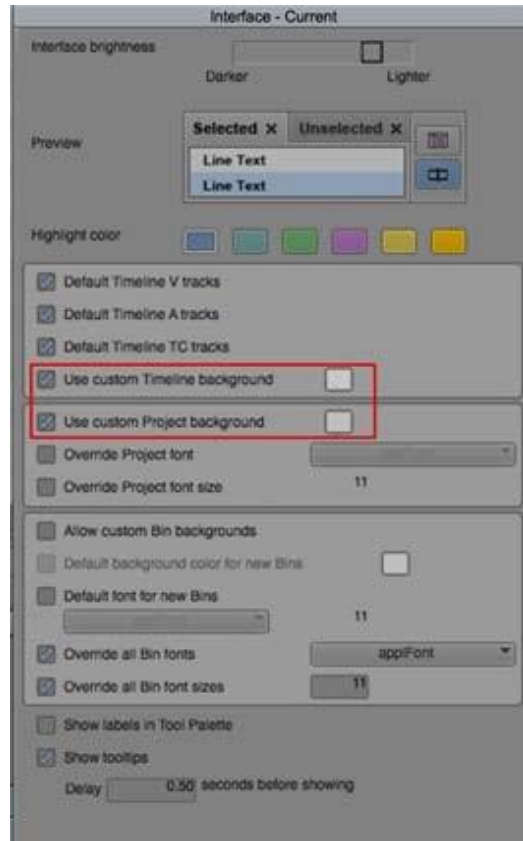 Interface - Current
Interface brightness
Darker Lighter
Preview
Selected x Unselected x
Line Text
Line Text
Highlight color
Default Timeline V tracks
Default Timeline A tracks
Default Timeline TC tracks
Use custom Timeline background
Use custom Project background
Override Project font
Override Project font size 11
Allow custom Bin backgrounds
Default background color for new Bins
Default font for new Bins
11
Override all Bin fonts applFont
Override all Bin font sizes 11
Show labels in Tool Palette
Show tooltips
Delay 0.50 seconds before showing